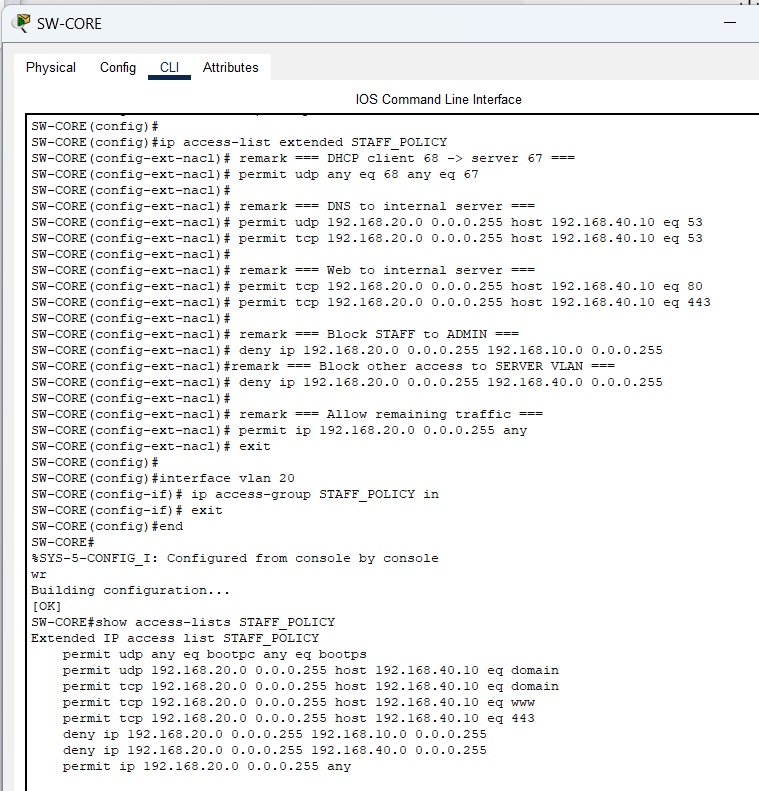 SW-CORE
Physical Config CLI Attributes
IOS Command Line Interface
SW-CORE(config)#
SW-CORE(config)#ip access-list extended STAFF_POLICY
SW-CORE(config-ext-nacl)# remark === DHCP client 68 -> server 67 ===
SW-CORE(config-ext-nacl)# permit udp any eq 68 any eq 67
SW-CORE(config-ext-nacl)#
SW-CORE(config-ext-nacl)# remark === DNS to internal server ===
SW-CORE(config-ext-nacl)# permit udp 192.168.20.0 0.0.0.255 host 192.168.40.10 eq 53
SW-CORE(config-ext-nacl)# permit tcp 192.168.20.0 0.0.0.255 host 192.168.40.10 eq 53
SW-CORE(config-ext-nacl)#
SW-CORE(config-ext-nacl)# remark === Web to internal server ===
SW-CORE(config-ext-nacl)# permit tcp 192.168.20.0 0.0.0.255 host 192.168.40.10 eq 80
SW-CORE(config-ext-nacl)# permit tcp 192.168.20.0 0.0.0.255 host 192.168.40.10 eq 443
SW-CORE(config-ext-nacl)#
SW-CORE(config-ext-nacl)# remark === Block STAFF to ADMIN ===
SW-CORE(config-ext-nacl)# deny ip 192.168.20.0 0.0.0.255 192.168.10.0 0.0.0.255
SW-CORE(config-ext-nacl)#remark === Block other access to SERVER VLAN ===
SW-CORE(config-ext-nacl)# deny ip 192.168.20.0 0.0.0.255 192.168.40.0 0.0.0.255
SW-CORE(config-ext-nacl)#
SW-CORE(config-ext-nacl)# remark === Allow remaining traffic ===
SW-CORE(config-ext-nacl)# permit ip 192.168.20.0 0.0.0.255 any
SW-CORE(config-ext-nacl)# exit
SW-CORE(config)#
SW-CORE(config)#interface vlan 20
SW-CORE(config-if)# ip access-group STAFF_POLICY in
SW-CORE(config-if)# exit
SW-CORE(config)#end
SW-CORE#
%SYS-5-CONFIG_I: Configured from console by console
wr
Building configuration...
[OK]
SW-CORE#show access-lists STAFF_POLICY
Extended IP access list STAFF_POLICY
permit udp any eq bootpc any eq bootps
permit udp 192.168.20.0 0.0.0.255 host 192.168.40.10 eq domain
permit tcp 192.168.20.0 0.0.0.255 host 192.168.40.10 eq domain
permit tcp 192.168.20.0 0.0.0.255 host 192.168.40.10 eq www
permit tcp 192.168.20.0 0.0.0.255 host 192.168.40.10 eq 443
deny ip 192.168.20.0 0.0.0.255 192.168.10.0 0.0.0.255
deny ip 192.168.20.0 0.0.0.255 192.168.40.0 0.0.0.255
permit ip 192.168.20.0 0.0.0.255 any